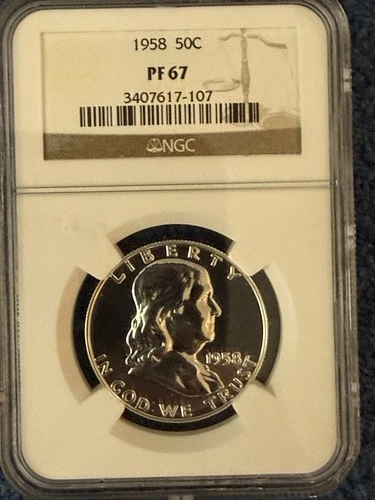 1958 50C
PF 67
3407617-107
NGC
LIBERTY
1958
IN GOD WE TRUST